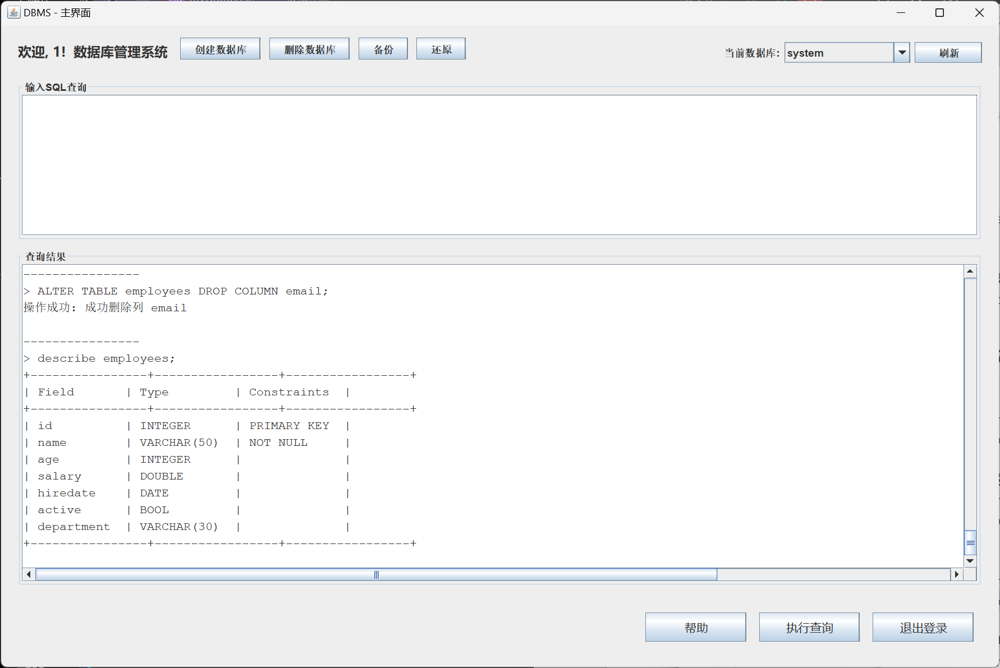 DBMS - 主界面
欢迎, 1! 数据库管理系统 创建数据库 删除数据库 备份 还原 当前数据库: system 刷新
输入SQL查询
查询结果
----------------
> ALTER TABLE employees DROP COLUMN email;
操作成功: 成功删除列 email
----------------
> describe employees;
+----------------+-----------------+-----------------+
| Field       | Type         | Constraints  |
+----------------+-----------------+-----------------+
| id          | INTEGER      | PRIMARY KEY  |
| name        | VARCHAR(50)  | NOT NULL     |
| age         | INTEGER      |              |
| salary      | DOUBLE       |              |
| hiredate    | DATE         |              |
| active      | BOOL         |              |
| department  | VARCHAR(30)  |              |
+----------------+-----------------+-----------------+
帮助 执行查询 退出登录